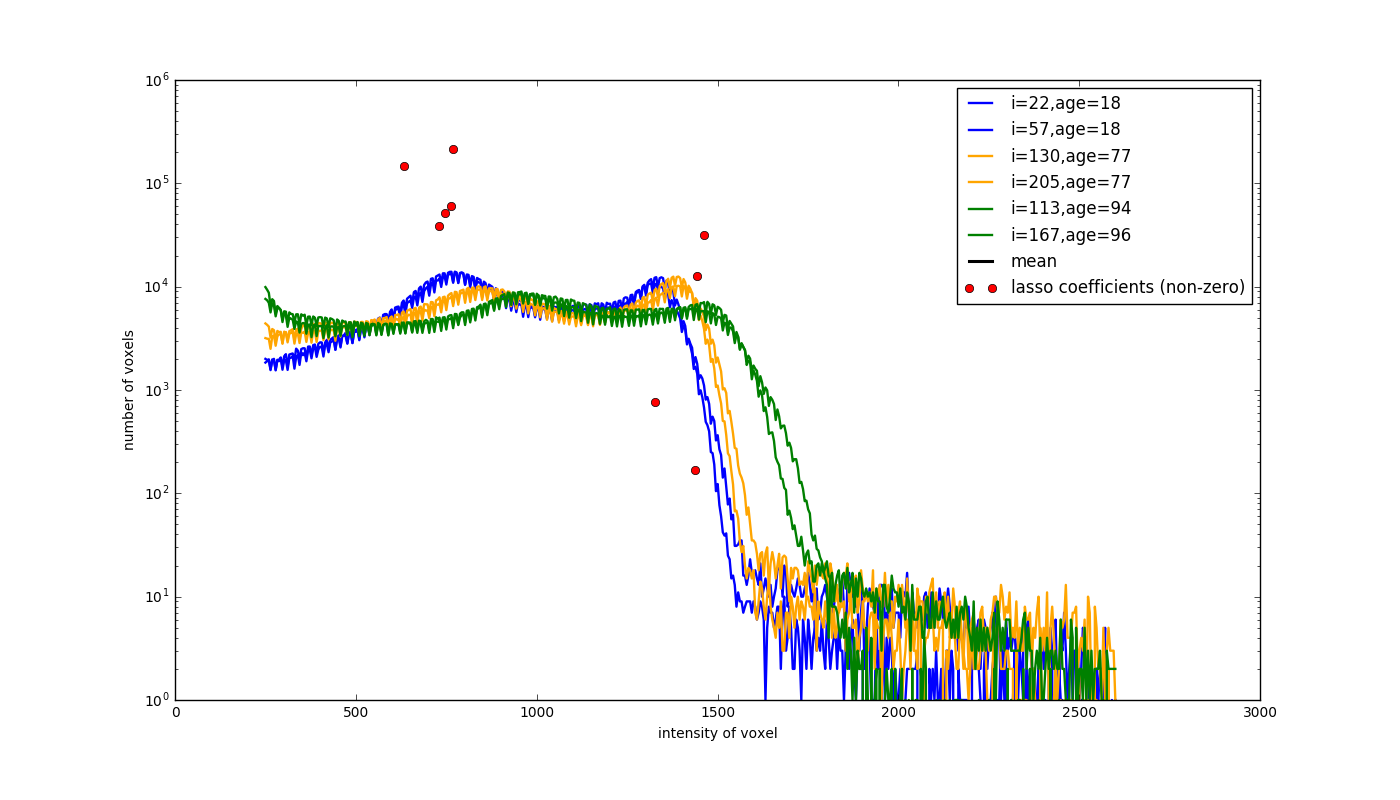 10^6
10^5
10^4
10^3
10^2
10^1
10^0
number of voxels
i=22,age=18
i=57,age=18
i=130,age=77
i=205,age=77
i=113,age=94
i=167,age=96
mean
lasso coefficients (non-zero)
0 500 1000 1500 2000 2500 3000
intensity of voxel